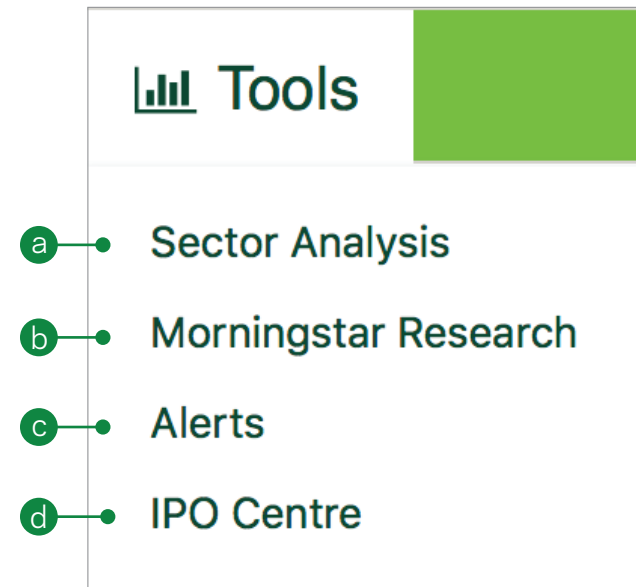 Tools
a Sector Analysis
b Morningstar Research
c Alerts
d IPO Centre